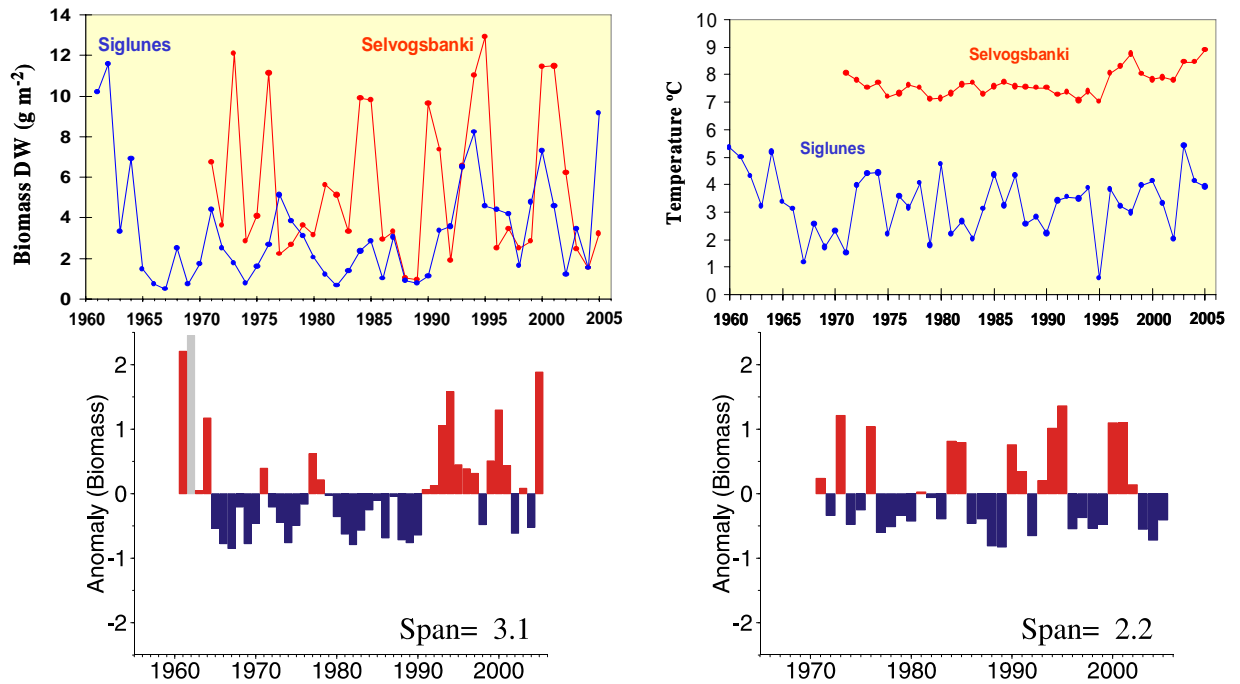 14
12
10
8
6
4
2
0
Biomass DW (g m-2)
Siglunes
Selvogsbanki
1960 1965 1970 1975 1980 1985 1990 1995 2000 2005
10
9
8
7
6
5
4
3
2
1
0
Temperature ºC
Selvogsbanki
Siglunes
1960 1965 1970 1975 1980 1985 1990 1995 2000 2005
2
1
0
-1
-2
Anomaly (Biomass)
Span= 3.1
1960 1970 1980 1990 2000
2
1
0
-1
-2
Anomaly (Biomass)
Span= 2.2
1970 1980 1990 2000